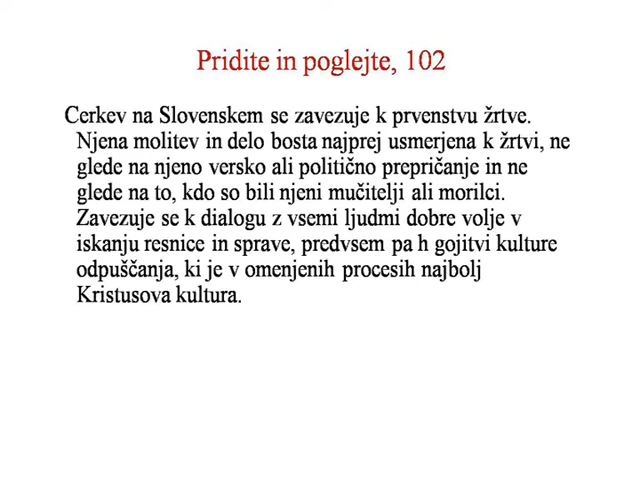 Pridite in poglejte, 102
Cerkev na Slovenskem se zavezuje k prvenstvu žrtve.
Njena molitev in delo bosta najprej usmerjena k žrtvi, ne
glede na njeno versko ali politično prepričanje in ne
glede na to, kdo so bili njeni mučitelji ali morilci.
Zavezuje se k dialogu z vsemi ljudmi dobre volje v
iskanju resnice in sprave, predvsem pa h gojitvi kulture
odpuščanja, ki je v omenjenih procesih najbolj
Kristusova kultura.